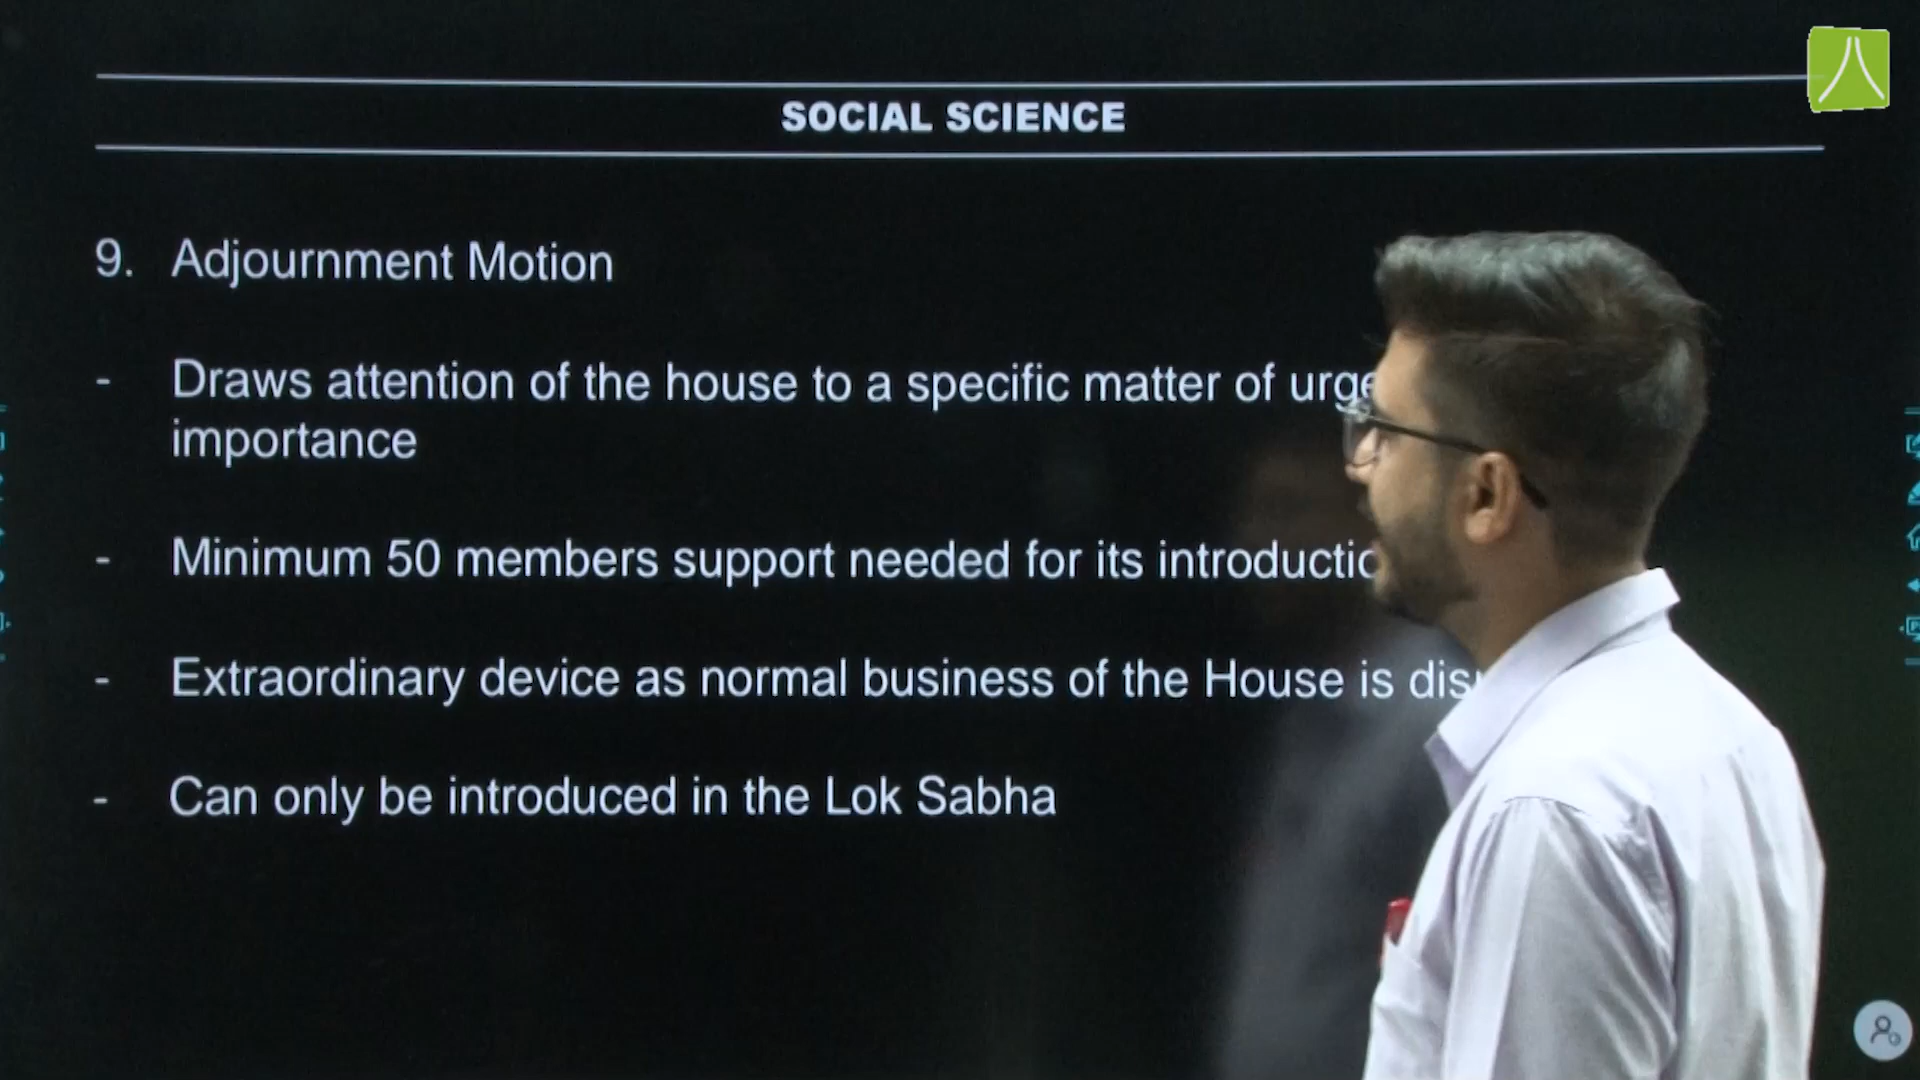 SOCIAL SCIENCE
9. Adjournment Motion
- Draws attention of the house to a specific matter of
importance
- Minimum 50 members support needed for its
- Extraordinary device as normal business of the House is
- Can only be introduced in the Lok Sabha